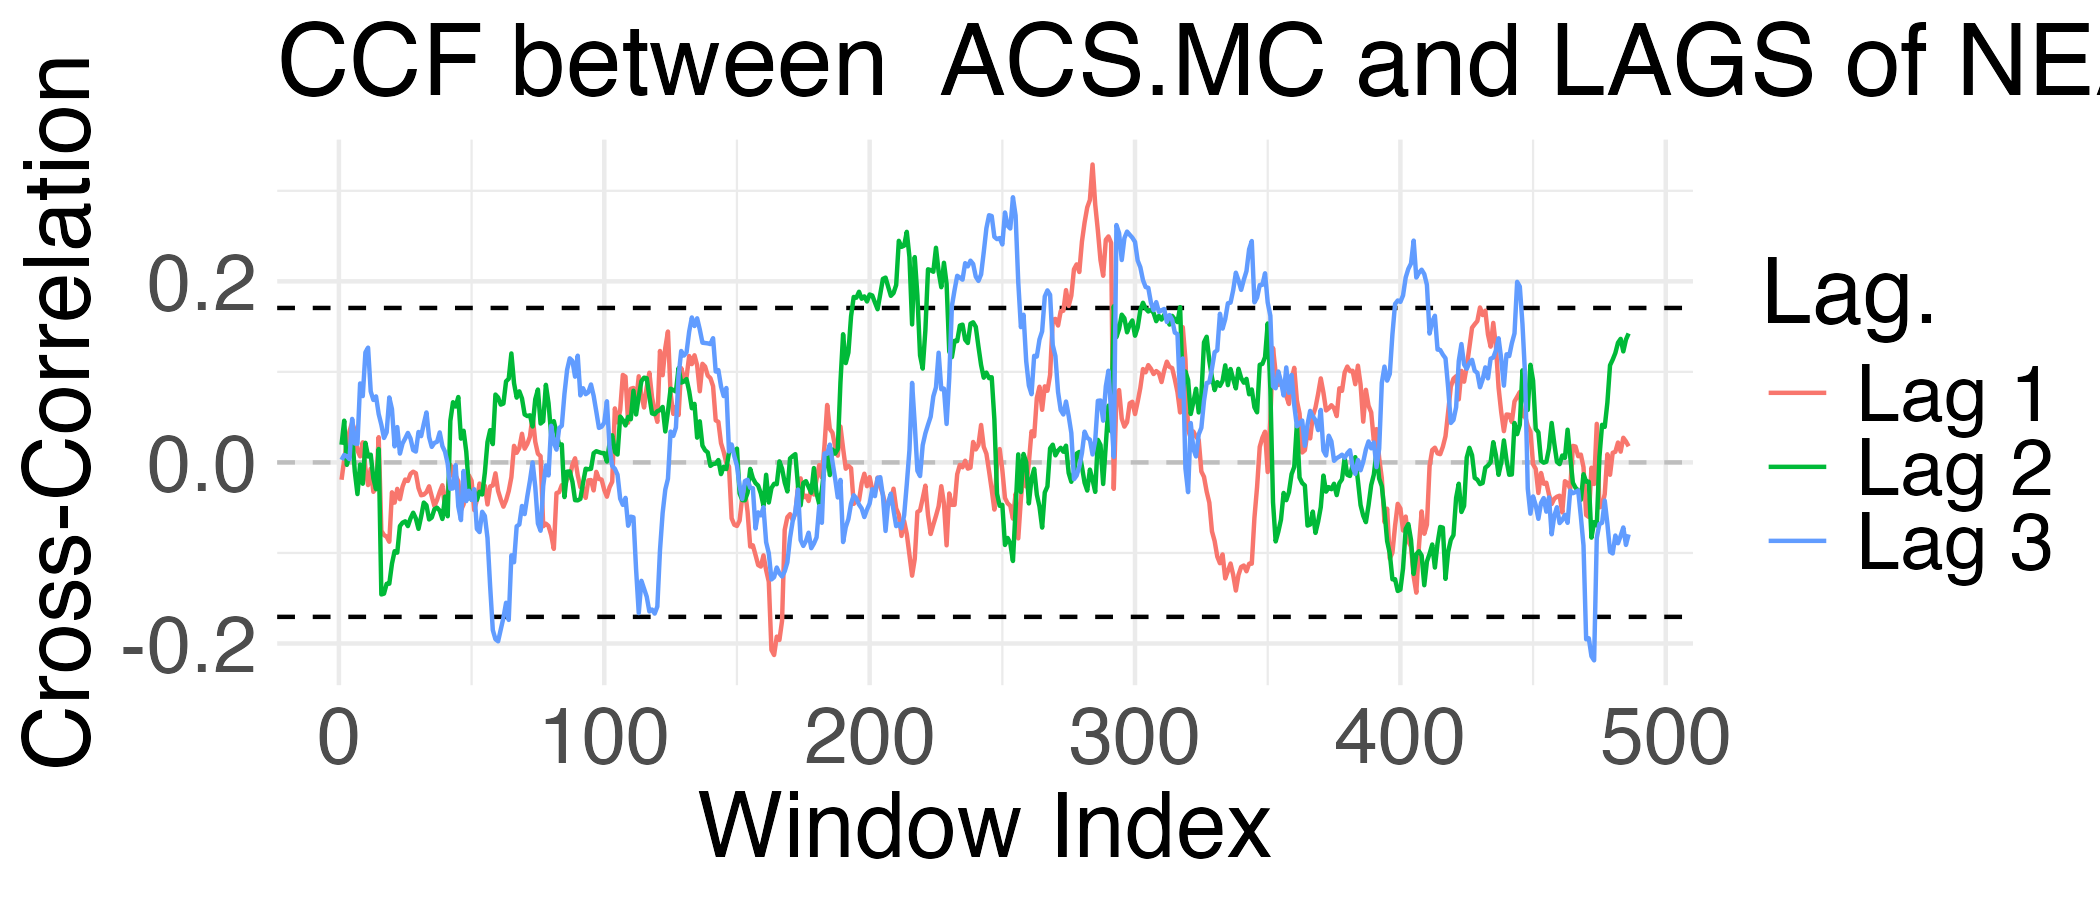 CCF between  ACS.MC and LAGS of NEA
Cross-Correlation
0.2
0.0
-0.2
0 100 200 300 400 500
Window Index
Lag.
Lag 1
Lag 2
Lag 3